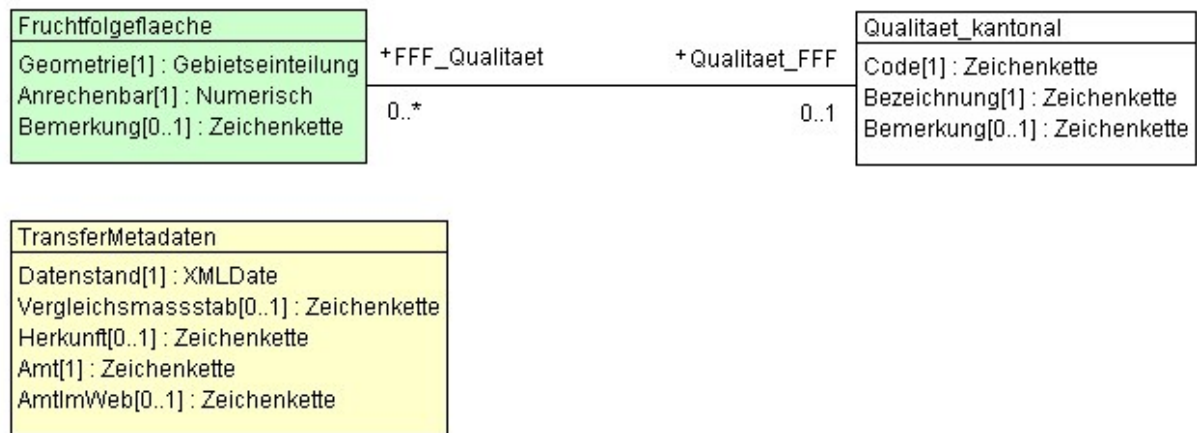 Fruchtfolgeflaeche
Geometrie[1] : Gebietseinteilung
Anrechenbar[1] : Numerisch
Bemerkung[0..1] : Zeichenkette
+FFF_Qualitaet
+Qualitaet_FFF
0..*
0..1
Qualitaet_kantonal
Code[1] : Zeichenkette
Bezeichnung[1] : Zeichenkette
Bemerkung[0..1] : Zeichenkette
TransferMetadaten
Datenstand[1] : XMLDate
Vergleichsmassstab[0..1] : Zeichenkette
Herkunft[0..1] : Zeichenkette
Amt[1] : Zeichenkette
AmtImWeb[0..1] : Zeichenkette